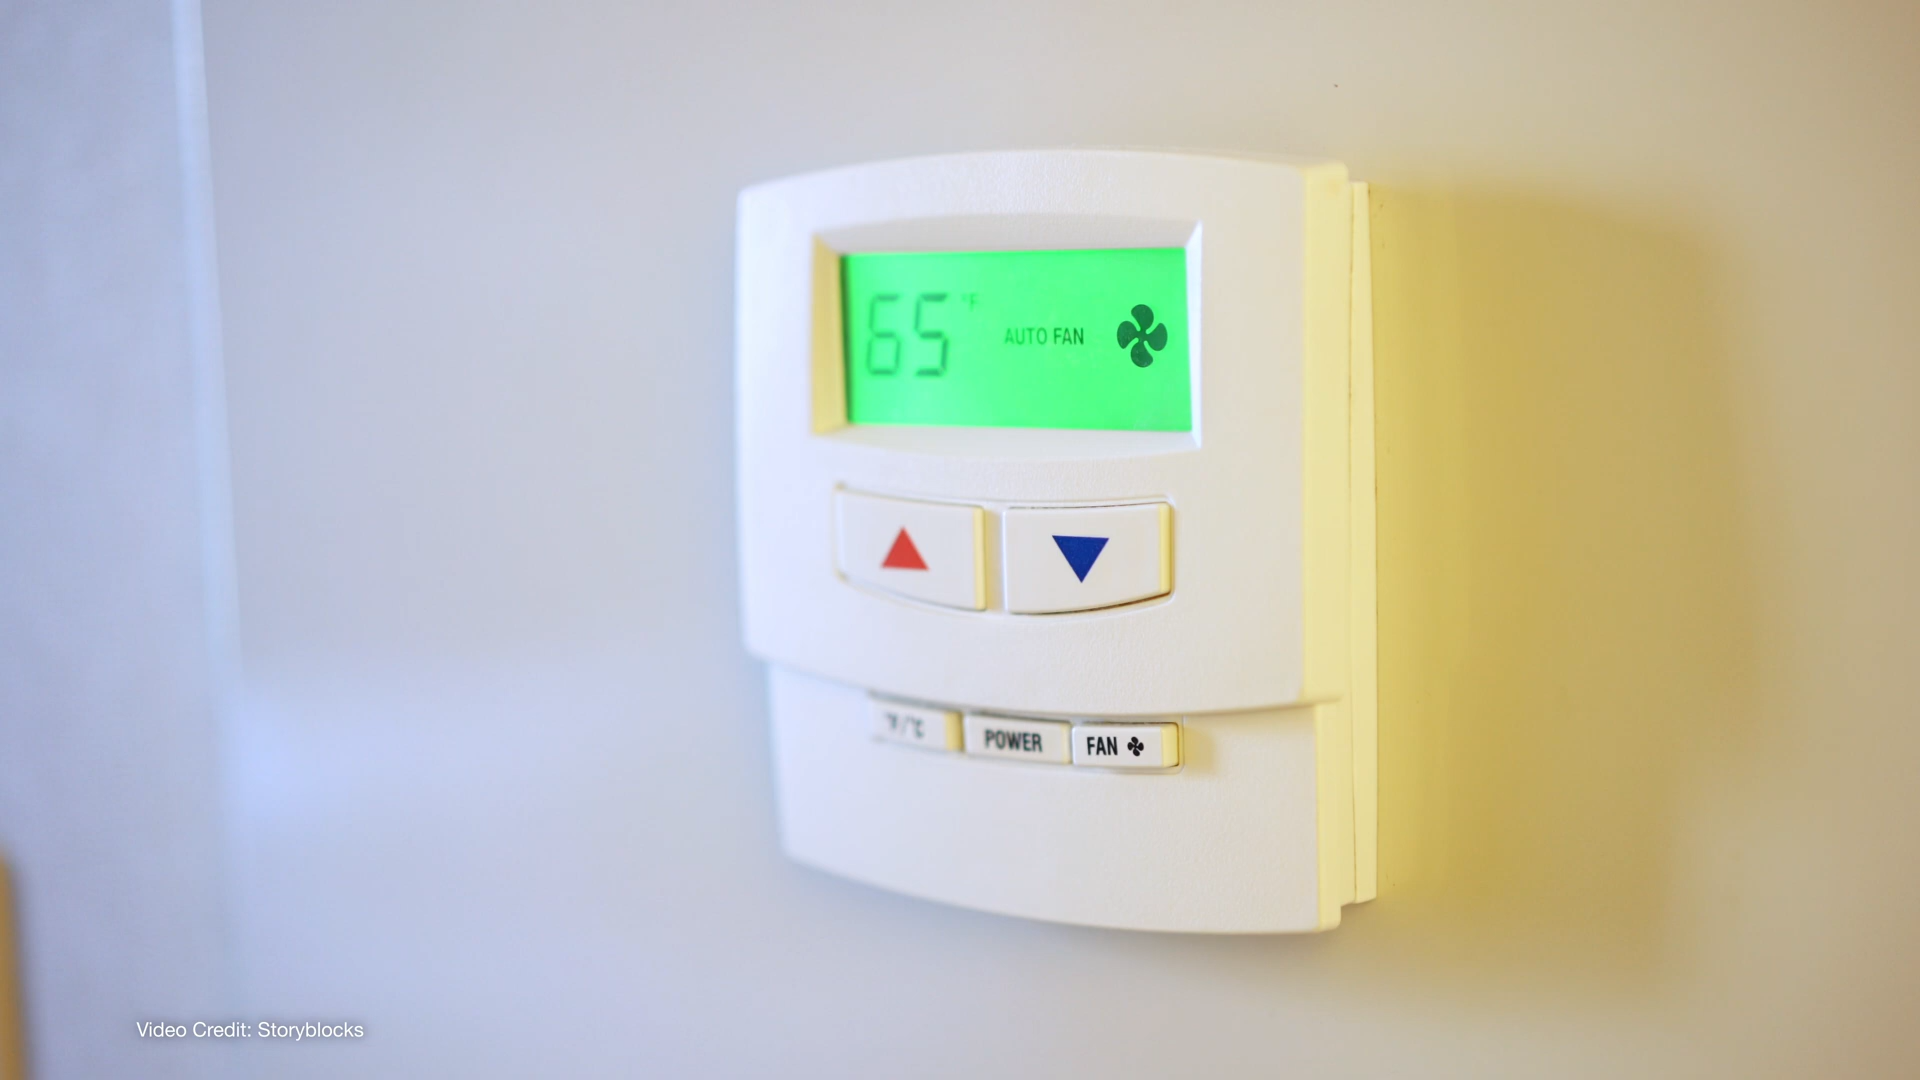 65 °F
AUTO FAN
°F/°C
POWER
FAN
Video Credit: Storyblocks